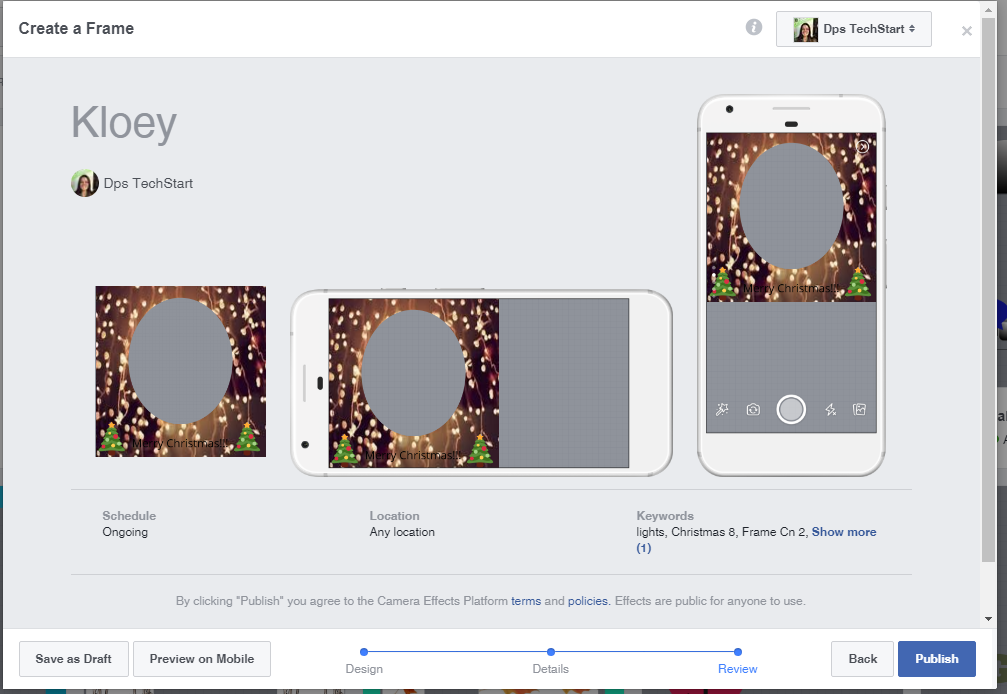 Create a Frame
Dps TechStart
Kloey
Dps TechStart
Merry Christmas!!!
Merry Christmas!!!
Merry Christmas!!!
Schedule
Ongoing
Location
Any location
Keywords
lights, Christmas 8, Frame Cn 2, Show more
(1)
By clicking "Publish" you agree to the Camera Effects Platform terms and policies. Effects are public for anyone to use.
Save as Draft
Preview on Mobile
Design
Details
Review
Back
Publish